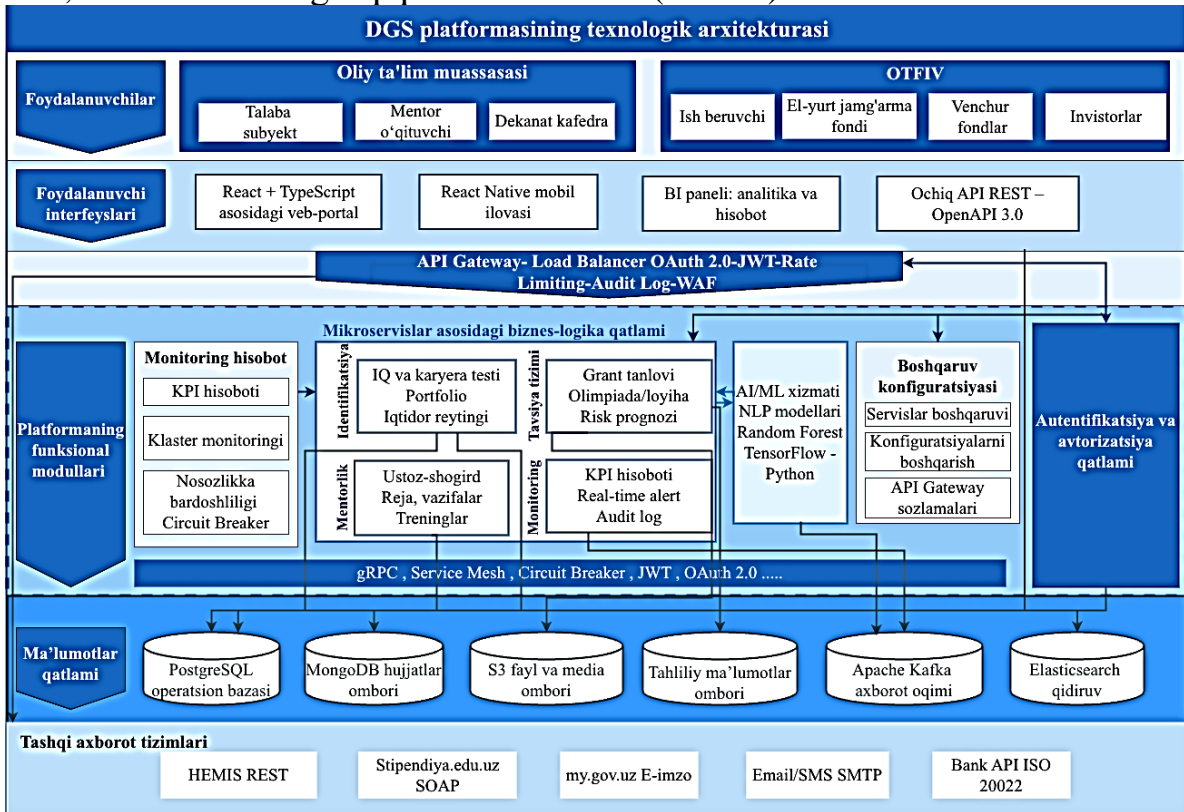 DGS platformasining texnologik arxitekturasi
Foydalanuvchilar
Oliy ta'lim muassasasi
Talaba
subyekt
Mentor
o‘qituvchi
Dekanat kafedra
OTFIV
Ish beruvchi
El-yurt jamg'arma
fondi
Venchur
fondlar
Invistorlar
Foydalanuvchi
interfeyslari
React + TypeScript
asosidagi veb-portal
React Native mobil
ilovasi
BI paneli: analitika va
hisobot
Ochiq API REST –
OpenAPI 3.0
API Gateway- Load Balancer OAuth 2.0-JWT-Rate
Limiting-Audit Log-WAF
Platformaning
funksional
modullari
Monitoring hisobot
KPI hisoboti
Klaster monitoringi
Nosozlikka
bardoshliligi
Circuit Breaker
Mikroservislar asosidagi biznes-logika qatlami
Identifikatsiya
IQ va karyera testi
Portfolio
Iqtidor reytingi
Tavsiya tizimi
Grant tanlovi
Olimpiada/loyiha
Risk prognozi
Mentorlik
Ustoz-shogird
Reja, vazifalar
Treninglar
Monitoring
KPI hisoboti
Real-time alert
Audit log
AI/ML xizmati
NLP modellari
Random Forest
TensorFlow -
Python
Boshqaruv
konfiguratsiyasi
Servislar boshqaruvi
Konfiguratsiyalarni
boshqarish
API Gateway
sozlamalari
Autentifikatsiya va
avtorizatsiya
qatlami
gRPC , Service Mesh , Circuit Breaker , JWT , OAuth 2.0 .....
Ma’lumotlar
qatlami
PostgreSQL
operatsion bazasi
MongoDB hujjatlar
ombori
S3 fayl va media
ombori
Tahliliy ma’lumotlar
ombori
Apache Kafka
axborot oqimi
Elasticsearch
qidiruv
Tashqi axborot tizimlari
HEMIS REST
Stipendiya.edu.uz
SOAP
my.gov.uz E-imzo
Email/SMS SMTP
Bank API ISO
20022